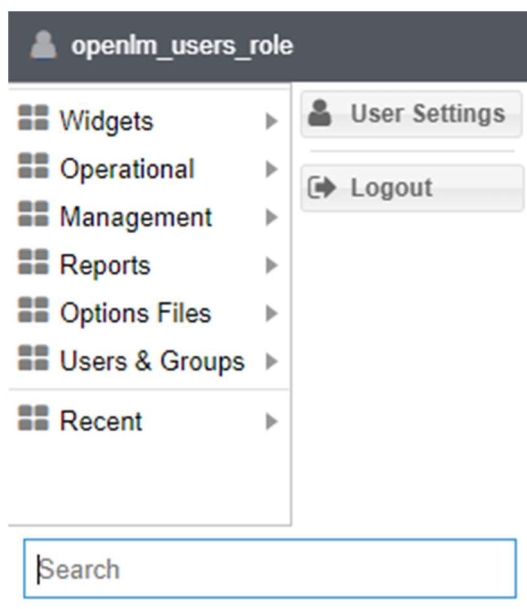 openlm_users_role
Widgets
Operational
Management
Reports
Options Files
Users & Groups
Recent
User Settings
Logout
Search